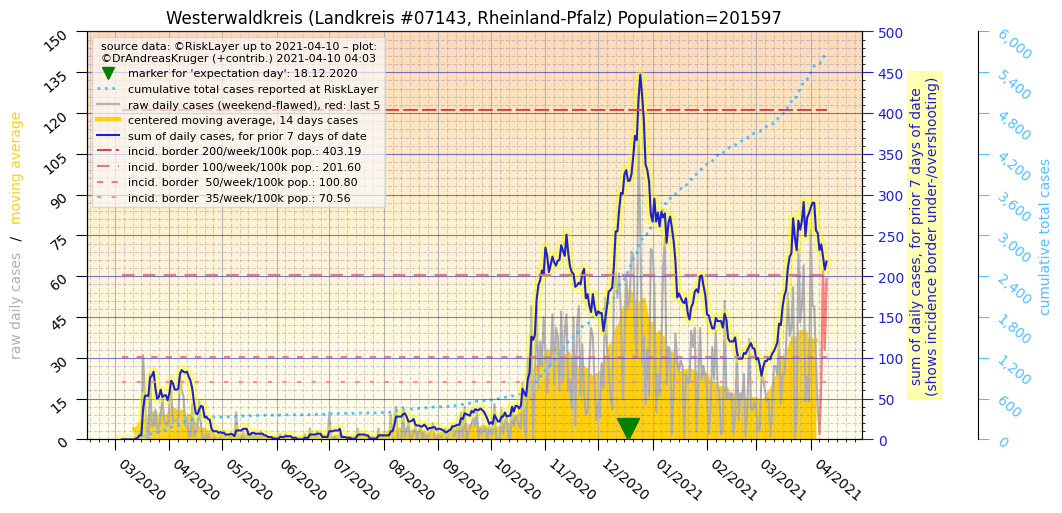 Westerwaldkreis (Landkreis #07143, Rheinland-Pfalz) Population=201597
source data: ©RiskLayer up to 2021-04-10 – plot:
©DrAndreasKruger (+contrib.) 2021-04-10 04:03
marker for 'expectation day': 18.12.2020
cumulative total cases reported at RiskLayer
raw daily cases (weekend-flawed), red: last 5
centered moving average, 14 days cases
sum of daily cases, for prior 7 days of date
incid. border 200/week/100k pop.: 403.19
incid. border 100/week/100k pop.: 201.60
incid. border  50/week/100k pop.: 100.80
incid. border  35/week/100k pop.: 70.56
raw daily cases / moving average
150
135
120
105
90
75
60
45
30
15
0
03/2020
04/2020
05/2020
06/2020
07/2020
08/2020
09/2020
10/2020
11/2020
12/2020
01/2021
02/2021
03/2021
04/2021
500
450
400
350
300
250
200
150
100
50
0
sum of daily cases, for prior 7 days of date
(shows incidence border under-/overshooting)
6,000
5,400
4,800
4,200
3,600
3,000
2,400
1,800
1,200
600
0
cumulative total cases